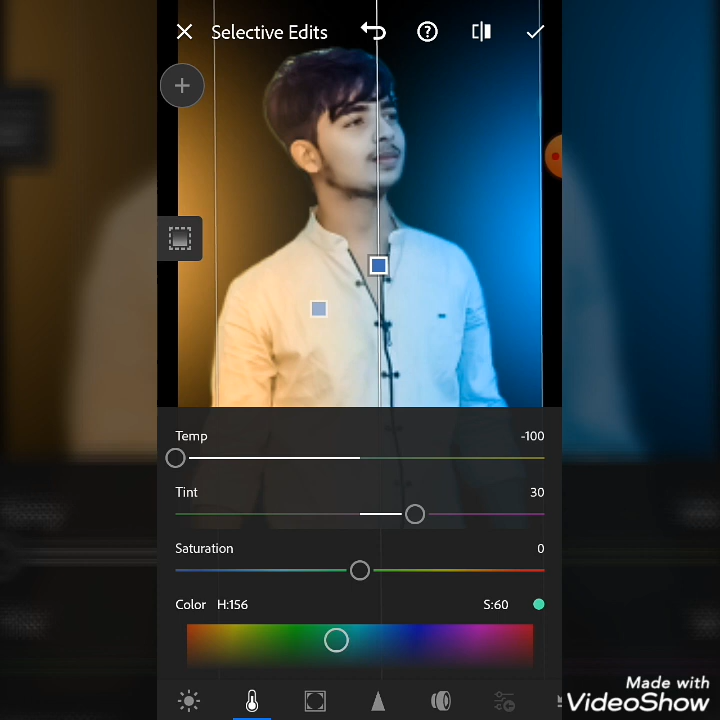 Selective Edits
Temp -100
Tint 30
Saturation 0
Color H:156 S:60
Made with
VideoShow